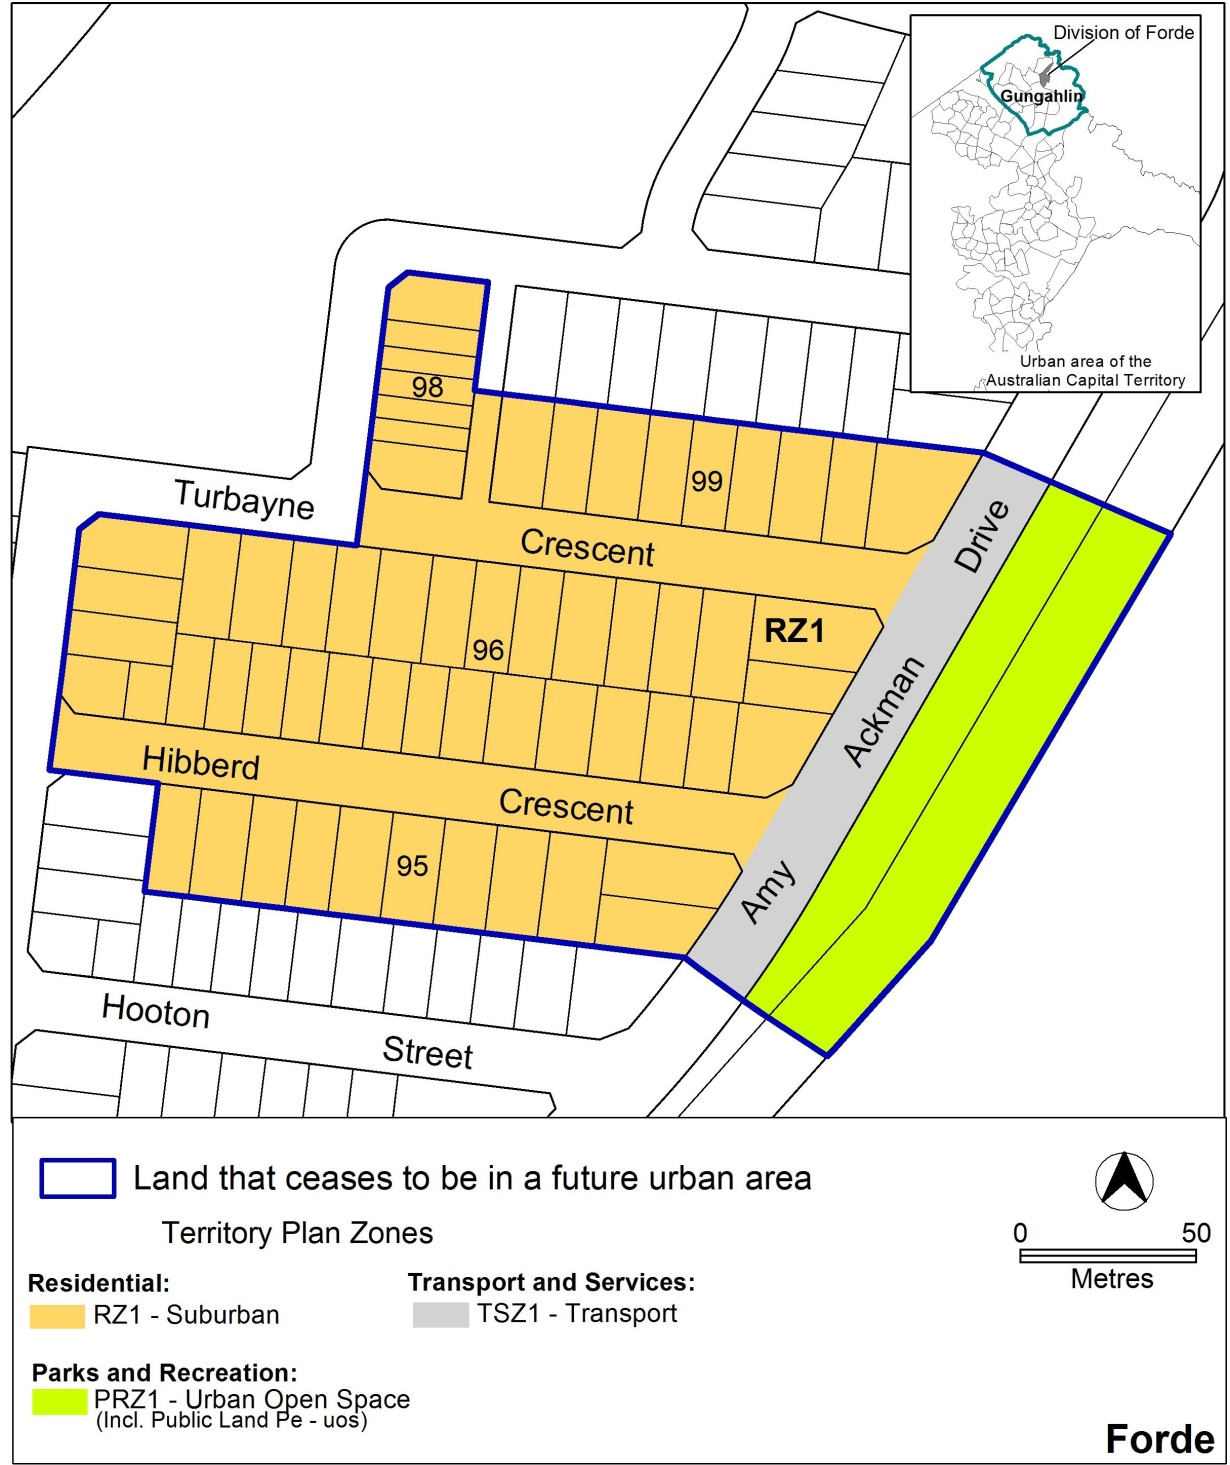 Division of Forde
Gungahlin
Urban area of the
Australian Capital Territory
98
99
Turbayne
Crescent
Drive
RZ1
96
Ackman
Hibberd
Crescent
95
Amy
Hooton
Street
Land that ceases to be in a future urban area
Territory Plan Zones
0 50
Metres
Residential:
RZ1 - Suburban
Transport and Services:
TSZ1 - Transport
Parks and Recreation:
PRZ1 - Urban Open Space
(Incl. Public Land Pe - uos)
Forde